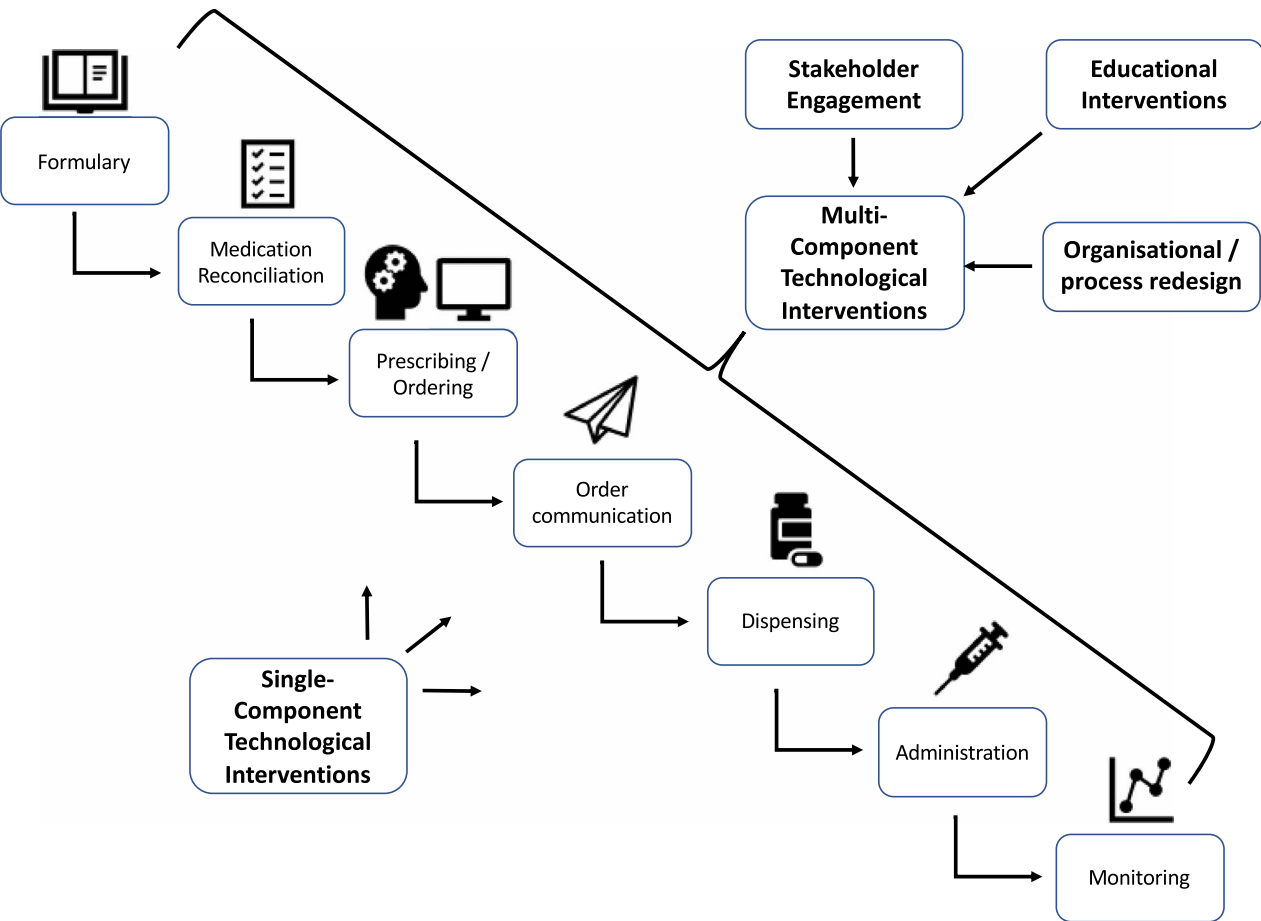 Formulary
Medication
Reconciliation
Prescribing /
Ordering
Order
communication
Dispensing
Administration
Monitoring
Stakeholder
Engagement
Educational
Interventions
Multi-
Component
Technological
Interventions
Organisational /
process redesign
Single-
Component
Technological
Interventions